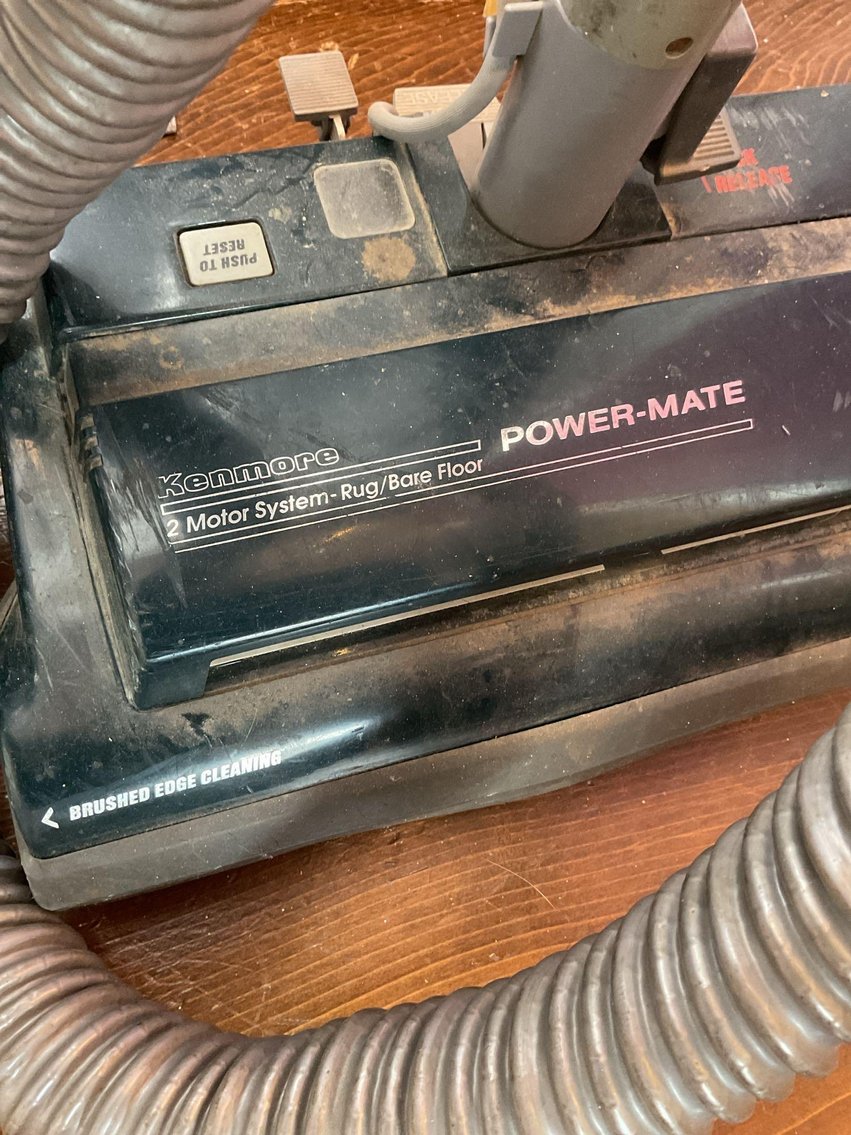 PUSH TO
RESET
RELEASE
Kenmore
POWER-MATE
2 Motor System-Rug/Bare Floor
< BRUSHED EDGE CLEANING